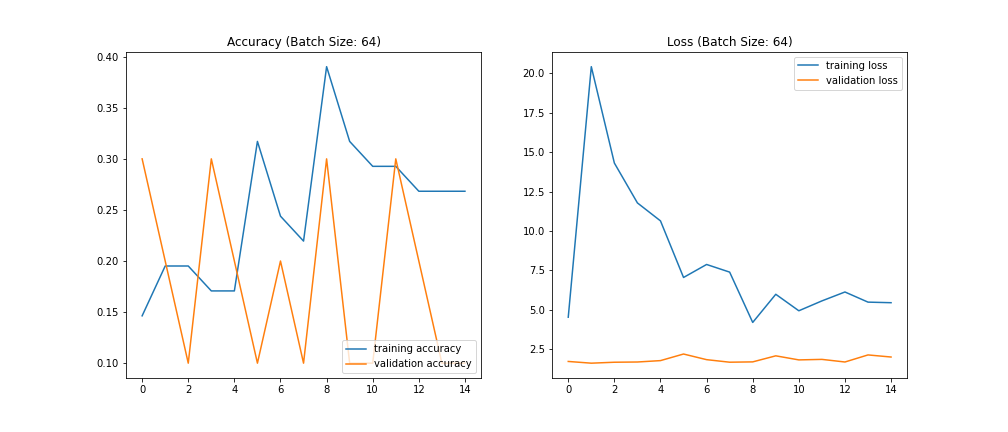 Accuracy (Batch Size: 64)
0.40
0.35
0.30
0.25
0.20
0.15
0.10
0 2 4 6 8 10 12 14
training accuracy
validation accuracy
Loss (Batch Size: 64)
20.0
17.5
15.0
12.5
10.0
7.5
5.0
2.5
0 2 4 6 8 10 12 14
training loss
validation loss